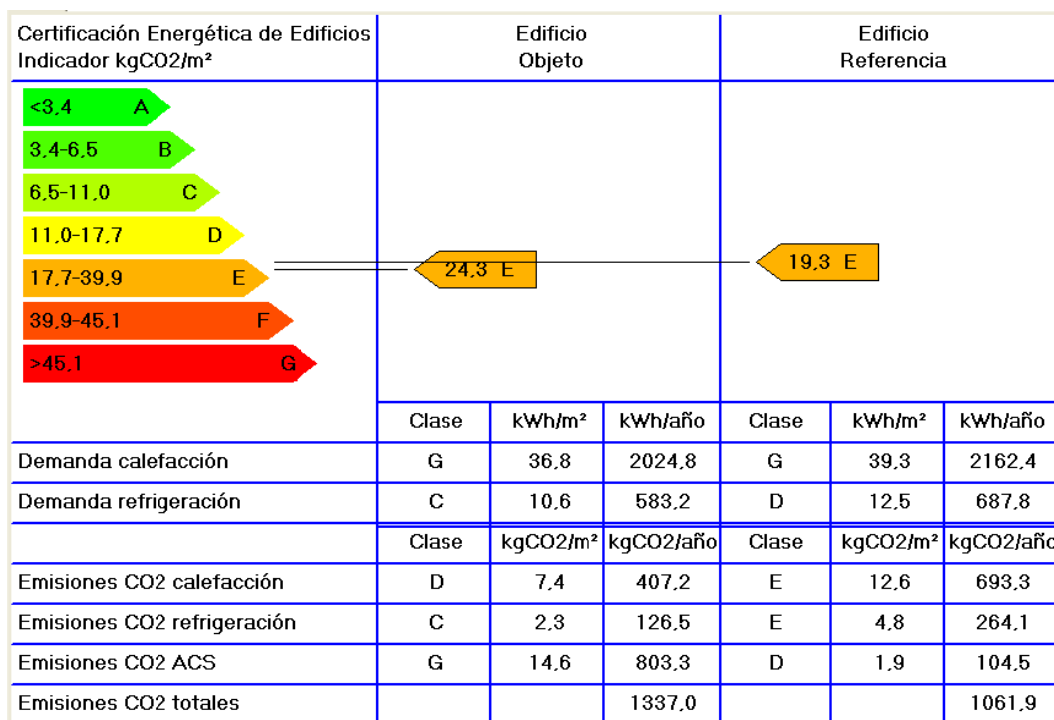 Certificación Energética de Edificios
Indicador kgCO2/m²
Edificio
Objeto
Edificio
Referencia
<3,4 A
3,4-6,5 B
6,5-11,0 C
11,0-17,7 D
17,7-39,9 E
39,9-45,1 F
>45,1 G
24,3 E
19,3 E
Clase kWh/m² kWh/año Clase kWh/m² kWh/año
Demanda calefacción G 36,8 2024,8 G 39,3 2162,4
Demanda refrigeración C 10,6 583,2 D 12,5 687,8
Clase kgCO2/m² kgCO2/año Clase kgCO2/m² kgCO2/año
Emisiones CO2 calefacción D 7,4 407,2 E 12,6 693,3
Emisiones CO2 refrigeración C 2,3 126,5 E 4,8 264,1
Emisiones CO2 ACS G 14,6 803,3 D 1,9 104,5
Emisiones CO2 totales 1337,0 1061,9